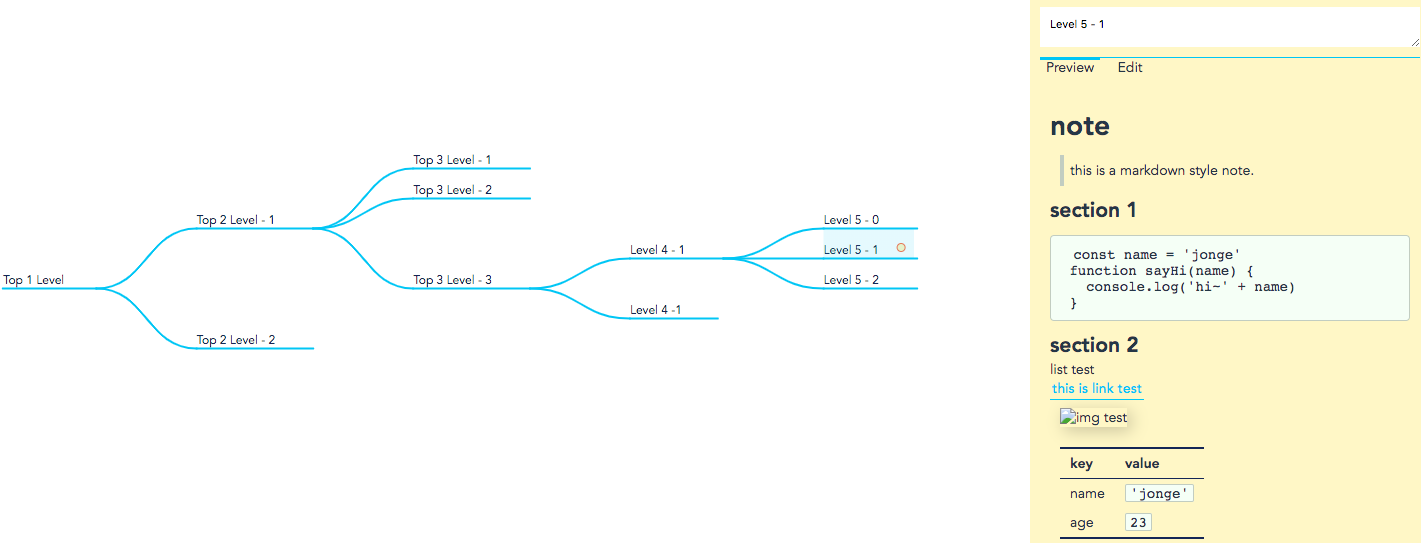 Top 1 Level
Top 2 Level - 1
Top 2 Level - 2
Top 3 Level - 1
Top 3 Level - 2
Top 3 Level - 3
Level 4 - 1
Level 4 -1
Level 5 - 0
Level 5 - 1
Level 5 - 2
Level 5 - 1
Preview Edit
note
this is a markdown style note.
section 1
const name = 'jonge'
function sayHi(name) {
console.log('hi~' + name)
}
section 2
list test
this is link test
img test
key value
name 'jonge'
age 23